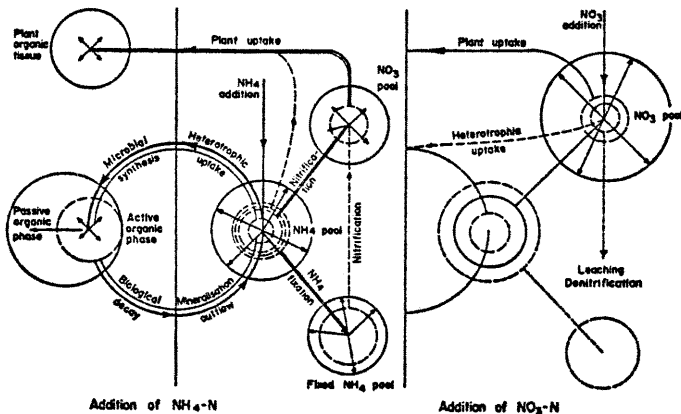 Plant organic
tissue
Plant uptake
NH4
addition
NO3
pool
Microbial
synthesis
Heterotrophic
uptake
Nitrifica-
tion
Passive
organic
phase
Active
organic
phase
NH4 pool
Nitrification
Biological
decay
Mineralisation
outflow
NH4
fixation
Fixed NH4 pool
Addition of NH4-N
NO3
addition
Plant uptake
NO3 pool
Heterotrophic
uptake
Leaching
Denitrification
Addition of NO3-N